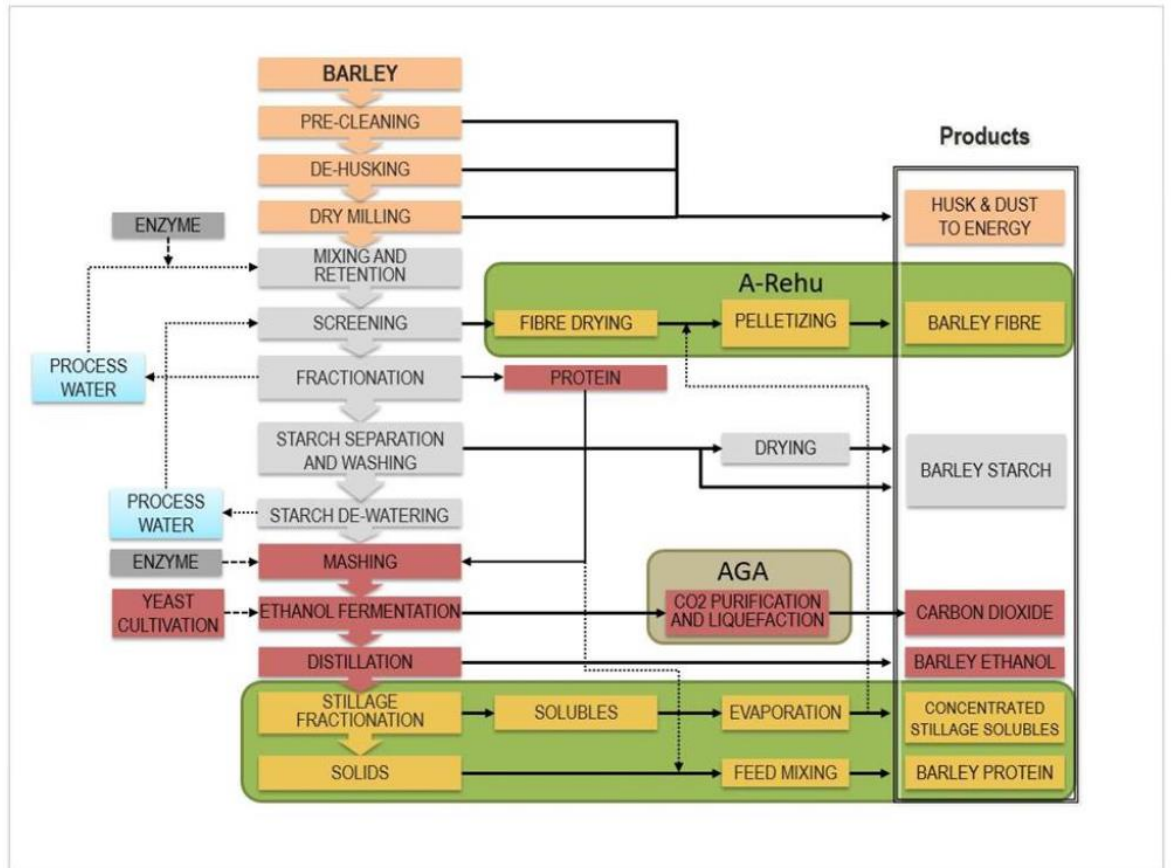 BARLEY
PRE-CLEANING
Products
DE-HUSKING
HUSK & DUST
TO ENERGY
DRY MILLING
ENZYME
MIXING AND
RETENTION
A-Rehu
SCREENING
FIBRE DRYING
PELLETIZING
BARLEY FIBRE
PROCESS
WATER
FRACTIONATION
PROTEIN
STARCH SEPARATION
AND WASHING
DRYING
BARLEY STARCH
PROCESS
WATER
STARCH DE-WATERING
ENZYME
MASHING
AGA
YEAST
CULTIVATION
ETHANOL FERMENTATION
CO2 PURIFICATION
AND LIQUEFACTION
CARBON DIOXIDE
DISTILLATION
BARLEY ETHANOL
STILLAGE
FRACTIONATION
SOLUBLES
EVAPORATION
CONCENTRATED
STILLAGE SOLUBLES
SOLIDS
FEED MIXING
BARLEY PROTEIN